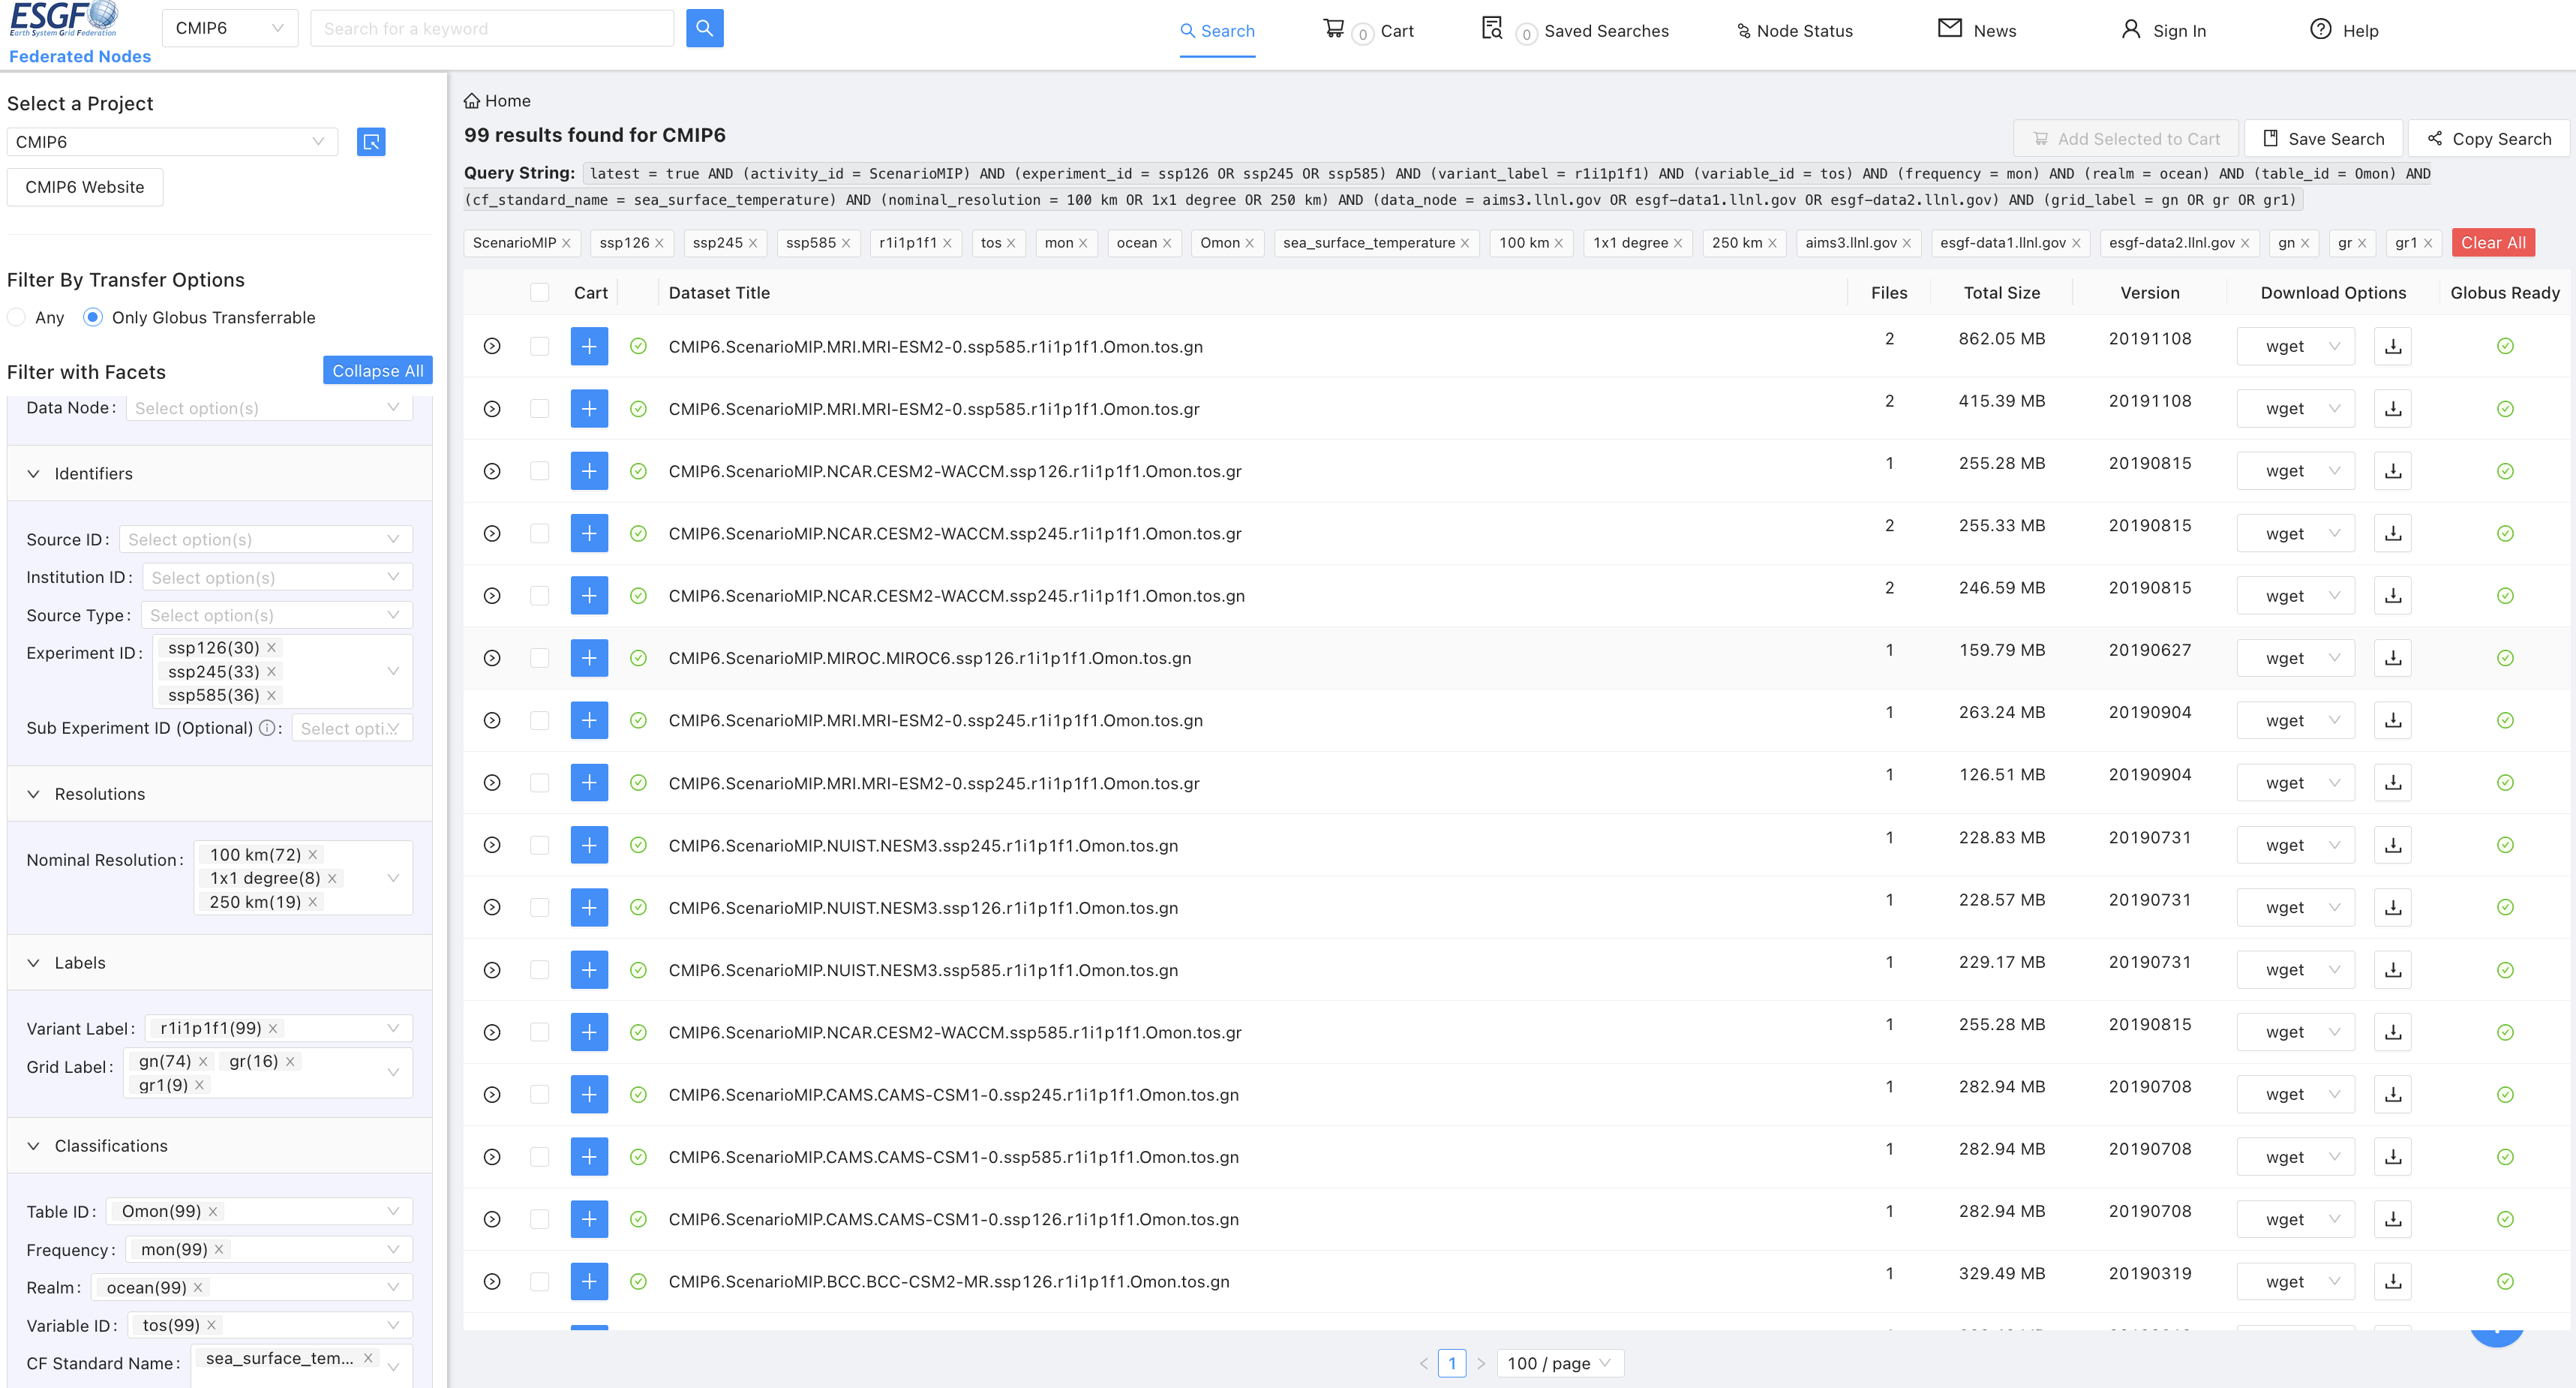 ESGF
Earth System Grid Federation
Federated Nodes
CMIP6
Search for a keyword
Search
0 Cart
0 Saved Searches
Node Status
News
Sign In
Help
Select a Project
CMIP6
CMIP6 Website
Filter By Transfer Options
Any Only Globus Transferrable
Filter with Facets Collapse All
Data Node: Select option(s)
Identifiers
Source ID: Select option(s)
Institution ID: Select option(s)
Source Type: Select option(s)
Experiment ID: ssp126(30)
ssp245(33)
ssp585(36)
Sub Experiment ID (Optional) : Select opti...
Resolutions
Nominal Resolution: 100 km(72)
1x1 degree(8)
250 km(19)
Labels
Variant Label: r1i1p1f1(99)
Grid Label: gn(74) gr(16)
gr1(9)
Classifications
Table ID: Omon(99)
Frequency: mon(99)
Realm: ocean(99)
Variable ID: tos(99)
CF Standard Name: sea_surface_tem...
Home
99 results found for CMIP6
Add Selected to Cart Save Search Copy Search
Query String: latest = true AND (activity_id = ScenarioMIP) AND (experiment_id = ssp126 OR ssp245 OR ssp585) AND (variant_label = r1i1p1f1) AND (variable_id = tos) AND (frequency = mon) AND (realm = ocean) AND (table_id = Omon) AND
(cf_standard_name = sea_surface_temperature) AND (nominal_resolution = 100 km OR 1x1 degree OR 250 km) AND (data_node = aims3.llnl.gov OR esgf-data1.llnl.gov OR esgf-data2.llnl.gov) AND (grid_label = gn OR gr OR gr1)
ScenarioMIP ssp126 ssp245 ssp585 r1i1p1f1 tos mon ocean Omon sea_surface_temperature 100 km 1x1 degree 250 km aims3.llnl.gov esgf-data1.llnl.gov esgf-data2.llnl.gov gn gr gr1 Clear All
Cart Dataset Title Files Total Size Version Download Options Globus Ready
CMIP6.ScenarioMIP.MRI.MRI-ESM2-0.ssp585.r1i1p1f1.Omon.tos.gn 2 862.05 MB 20191108 wget
CMIP6.ScenarioMIP.MRI.MRI-ESM2-0.ssp585.r1i1p1f1.Omon.tos.gr 2 415.39 MB 20191108 wget
CMIP6.ScenarioMIP.NCAR.CESM2-WACCM.ssp126.r1i1p1f1.Omon.tos.gr 1 255.28 MB 20190815 wget
CMIP6.ScenarioMIP.NCAR.CESM2-WACCM.ssp245.r1i1p1f1.Omon.tos.gr 2 255.33 MB 20190815 wget
CMIP6.ScenarioMIP.NCAR.CESM2-WACCM.ssp245.r1i1p1f1.Omon.tos.gn 2 246.59 MB 20190815 wget
CMIP6.ScenarioMIP.MIROC.MIROC6.ssp126.r1i1p1f1.Omon.tos.gn 1 159.79 MB 20190627 wget
CMIP6.ScenarioMIP.MRI.MRI-ESM2-0.ssp245.r1i1p1f1.Omon.tos.gn 1 263.24 MB 20190904 wget
CMIP6.ScenarioMIP.MRI.MRI-ESM2-0.ssp245.r1i1p1f1.Omon.tos.gr 1 126.51 MB 20190904 wget
CMIP6.ScenarioMIP.NUIST.NESM3.ssp245.r1i1p1f1.Omon.tos.gn 1 228.83 MB 20190731 wget
CMIP6.ScenarioMIP.NUIST.NESM3.ssp126.r1i1p1f1.Omon.tos.gn 1 228.57 MB 20190731 wget
CMIP6.ScenarioMIP.NUIST.NESM3.ssp585.r1i1p1f1.Omon.tos.gn 1 229.17 MB 20190731 wget
CMIP6.ScenarioMIP.NCAR.CESM2-WACCM.ssp585.r1i1p1f1.Omon.tos.gr 1 255.28 MB 20190815 wget
CMIP6.ScenarioMIP.CAMS.CAMS-CSM1-0.ssp245.r1i1p1f1.Omon.tos.gn 1 282.94 MB 20190708 wget
CMIP6.ScenarioMIP.CAMS.CAMS-CSM1-0.ssp585.r1i1p1f1.Omon.tos.gn 1 282.94 MB 20190708 wget
CMIP6.ScenarioMIP.CAMS.CAMS-CSM1-0.ssp126.r1i1p1f1.Omon.tos.gn 1 282.94 MB 20190708 wget
CMIP6.ScenarioMIP.BCC.BCC-CSM2-MR.ssp126.r1i1p1f1.Omon.tos.gn 1 329.49 MB 20190319 wget
1 100 / page